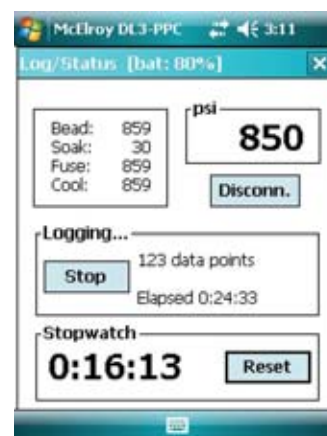 McElroy DL3-PPC 3:11
Log/Status [bat: 80%]
Bead: 859
Soak: 30
Fuse: 859
Cool: 859
psi
850
Disconn.
Logging...
Stop
123 data points
Elapsed 0:24:33
Stopwatch
0:16:13
Reset